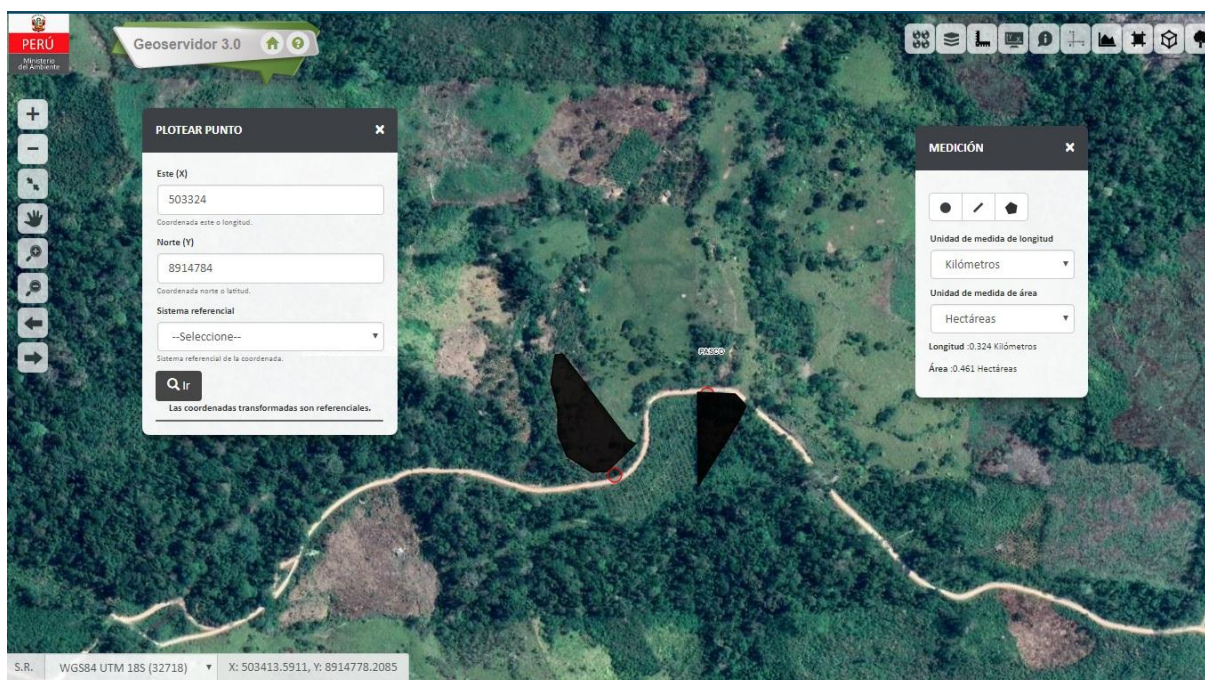 PERÚ
Ministerio
del Ambiente
Geoservidor 3.0
PLOTEAR PUNTO
Este (X)
503324
Coordenada este o longitud.
Norte (Y)
8914784
Coordenada norte o latitud.
Sistema referencial
--Seleccione--
Sistema referencial de la coordenada.
Ir
Las coordenadas transformadas son referenciales.
MEDICIÓN
Unidad de medida de longitud
Kilómetros
Unidad de medida de área
Hectáreas
Longitud :0.324 Kilómetros
Área :0.461 Hectáreas
PASCO
S.R. WGS84 UTM 18S (32718) X: 503413.5911, Y: 8914778.2085